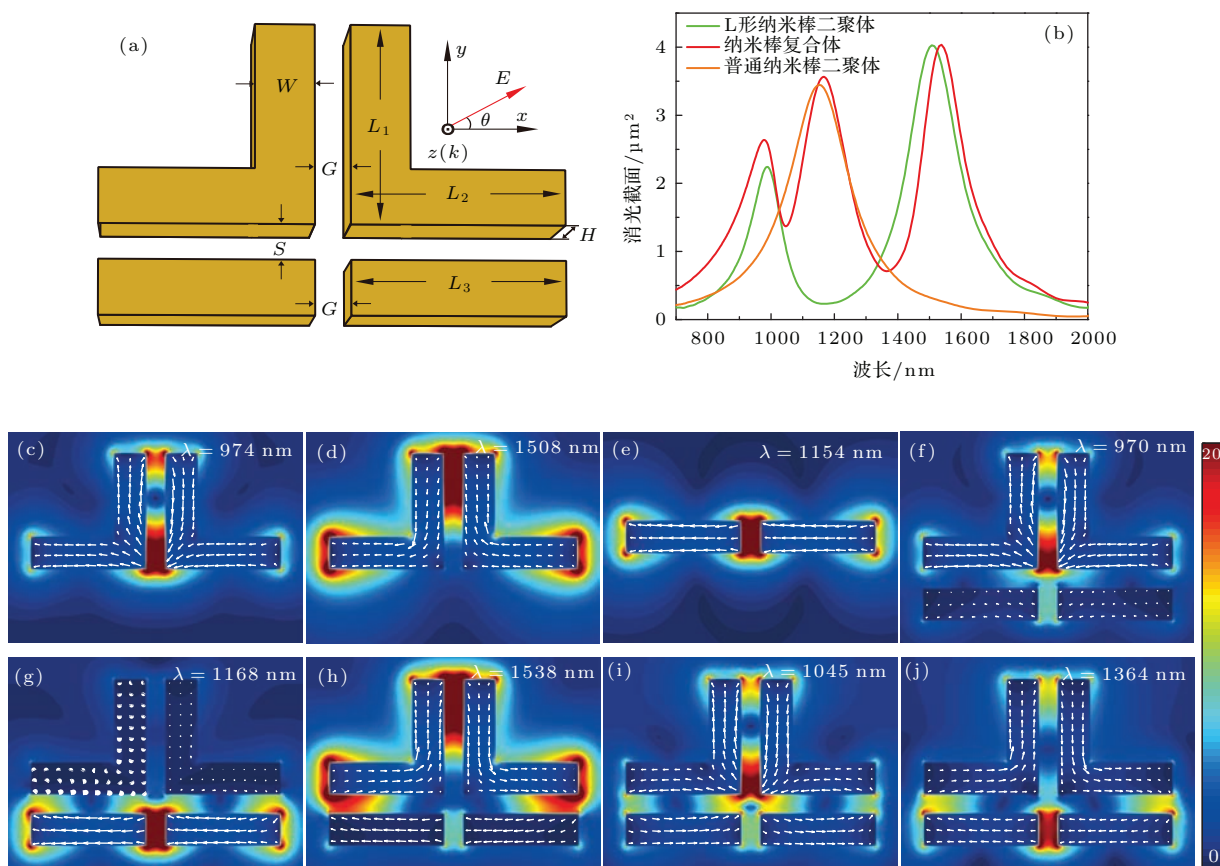 (a)
W
G
L1
L2
H
S
G
L3
y
E
θ
x
z(k)
(b)
L形纳米棒二聚体
纳米棒复合体
普通纳米棒二聚体
消光截面/μm²
4
3
2
1
0
800 1000 1200 1400 1600 1800 2000
波长/nm
(c) λ = 974 nm
(d) λ = 1508 nm
(e) λ = 1154 nm
(f) λ = 970 nm
20
(g) λ = 1168 nm
(h) λ = 1538 nm
(i) λ = 1045 nm
(j) λ = 1364 nm
0